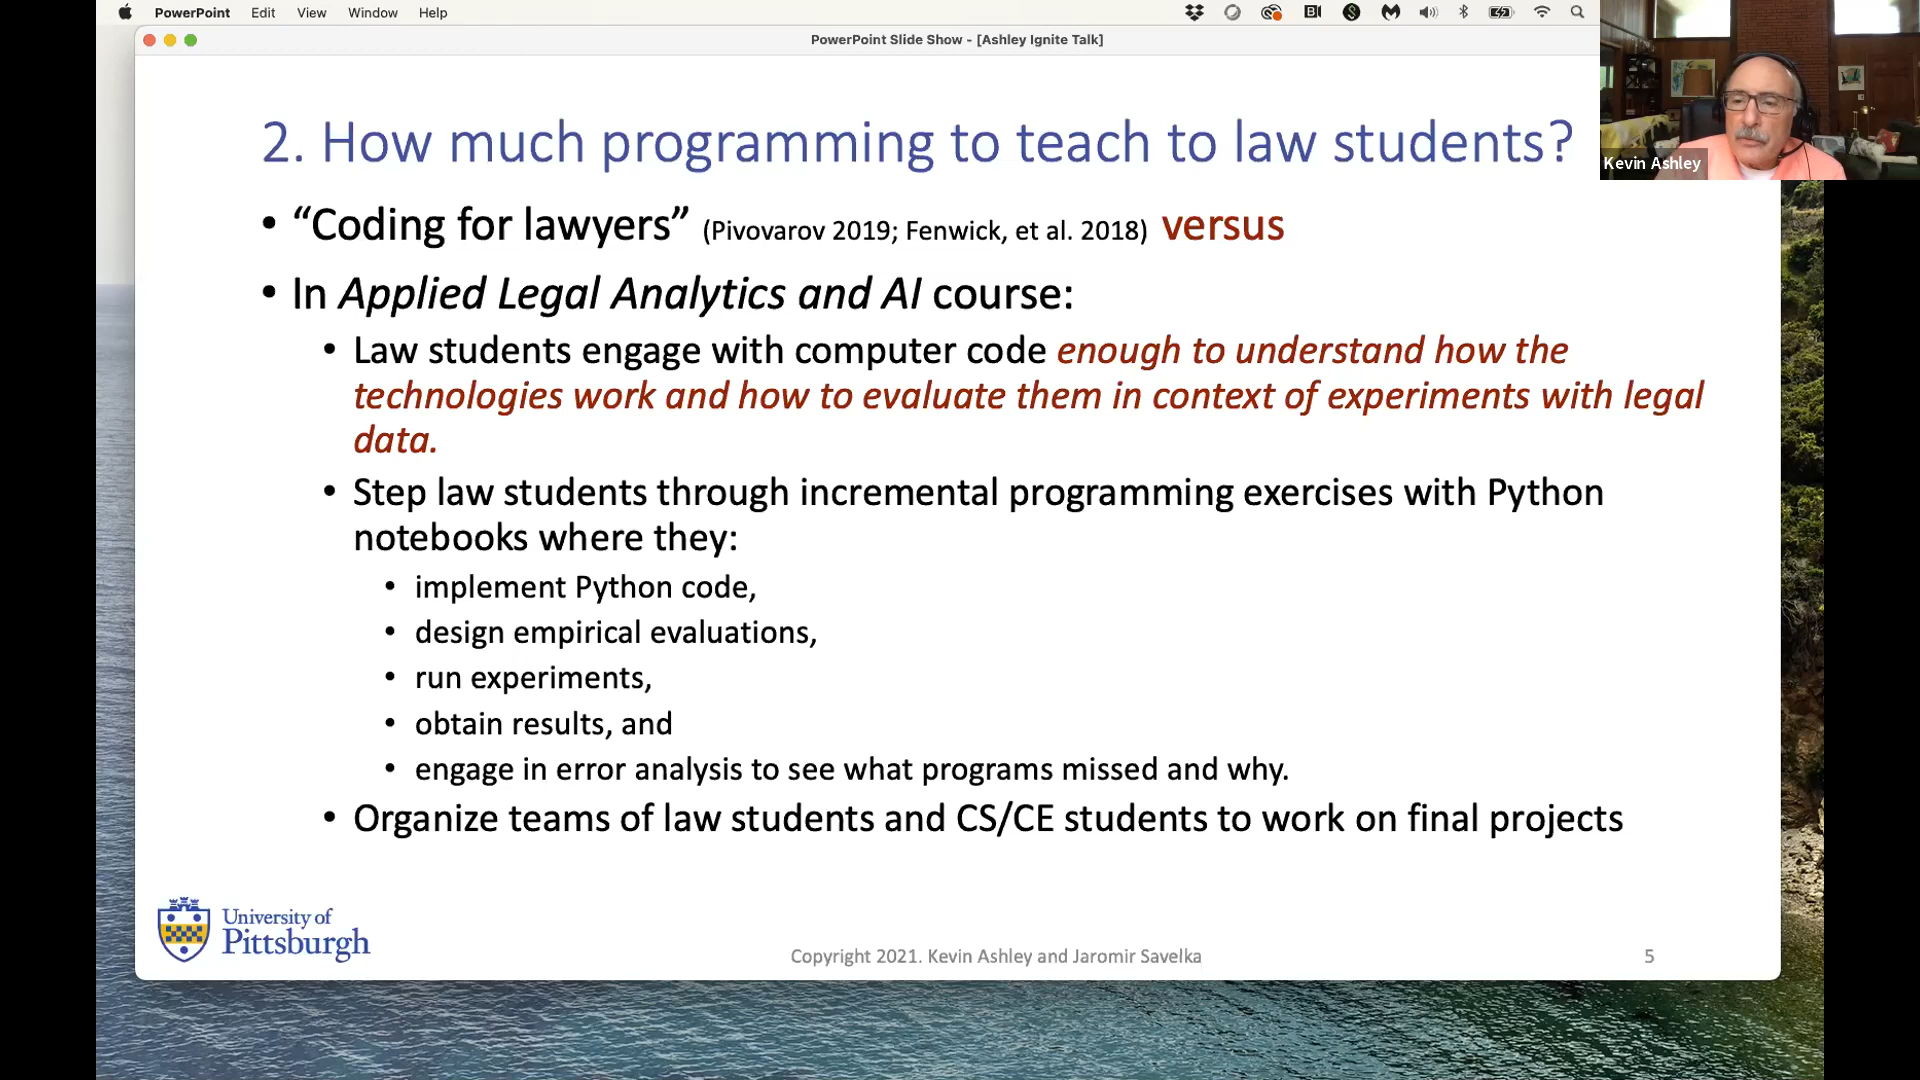 PowerPoint Edit View Window Help
PowerPoint Slide Show - [Ashley Ignite Talk]
Kevin Ashley
2. How much programming to teach to law students?
• “Coding for lawyers” (Pivovarov 2019; Fenwick, et al. 2018) versus
• In Applied Legal Analytics and AI course:
• Law students engage with computer code enough to understand how the
technologies work and how to evaluate them in context of experiments with legal
data.
• Step law students through incremental programming exercises with Python
notebooks where they:
• implement Python code,
• design empirical evaluations,
• run experiments,
• obtain results, and
• engage in error analysis to see what programs missed and why.
• Organize teams of law students and CS/CE students to work on final projects
University of
Pittsburgh
Copyright 2021. Kevin Ashley and Jaromir Savelka
5